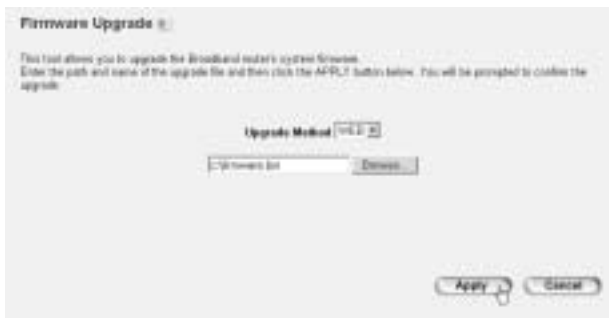 Firmware Upgrade
This tool allows you to upgrade the Broadband router's system firmware.
Enter the path and name of the upgrade file and then click the APPLY button below. You will be prompted to confirm the
upgrade.
Upgrade Method WEB
Browse...
Apply Cancel